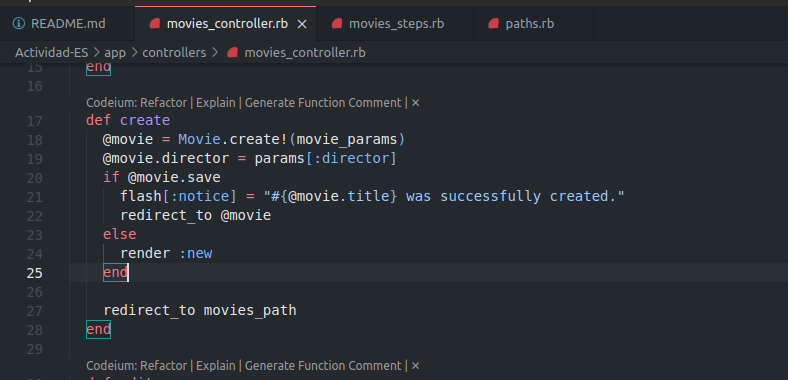 README.md movies_controller.rb movies_steps.rb paths.rb
Actividad-ES > app > controllers > movies_controller.rb
15 end
16
Codeium: Refactor | Explain | Generate Function Comment | ×
17 def create
18 @movie = Movie.create!(movie_params)
19 @movie.director = params[:director]
20 if @movie.save
21 flash[:notice] = "#{@movie.title} was successfully created."
22 redirect_to @movie
23 else
24 render :new
25 end
26
27 redirect_to movies_path
28 end
29
Codeium: Refactor | Explain | Generate Function Comment | ×